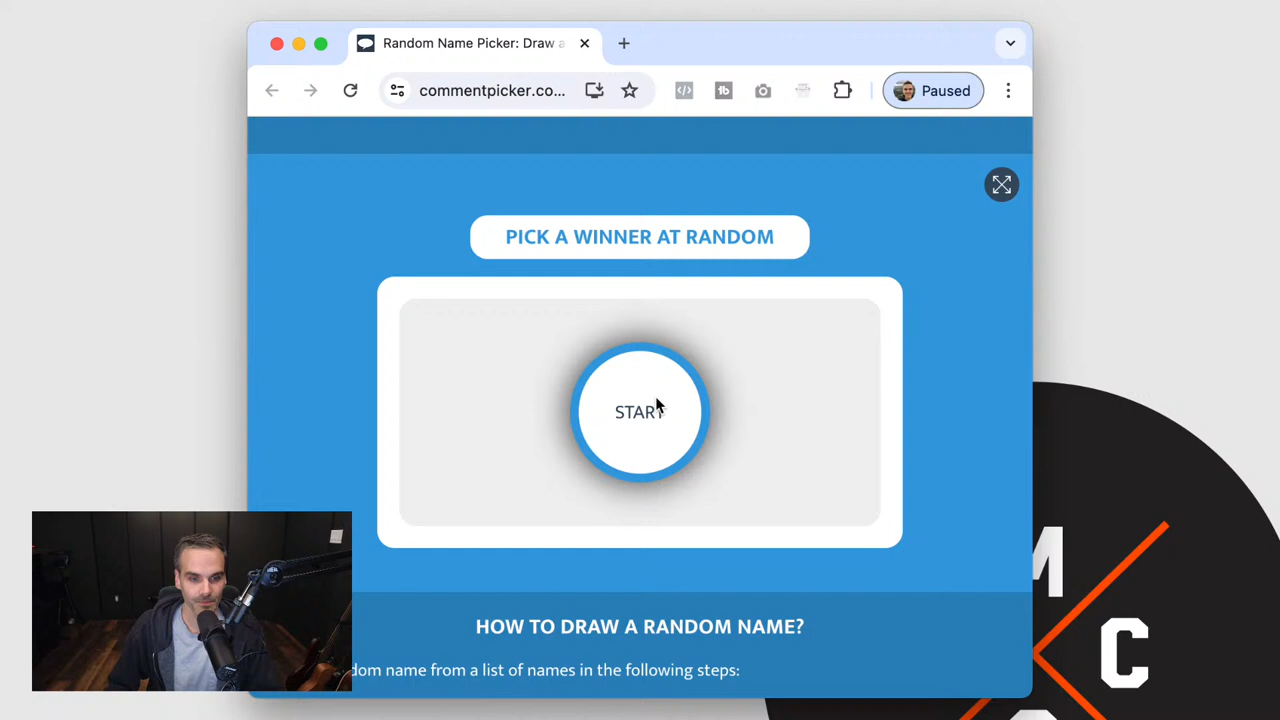 Random Name Picker: Draw a
commentpicker.co...
Paused
PICK A WINNER AT RANDOM
START
HOW TO DRAW A RANDOM NAME?
dom name from a list of names in the following steps:
M
C